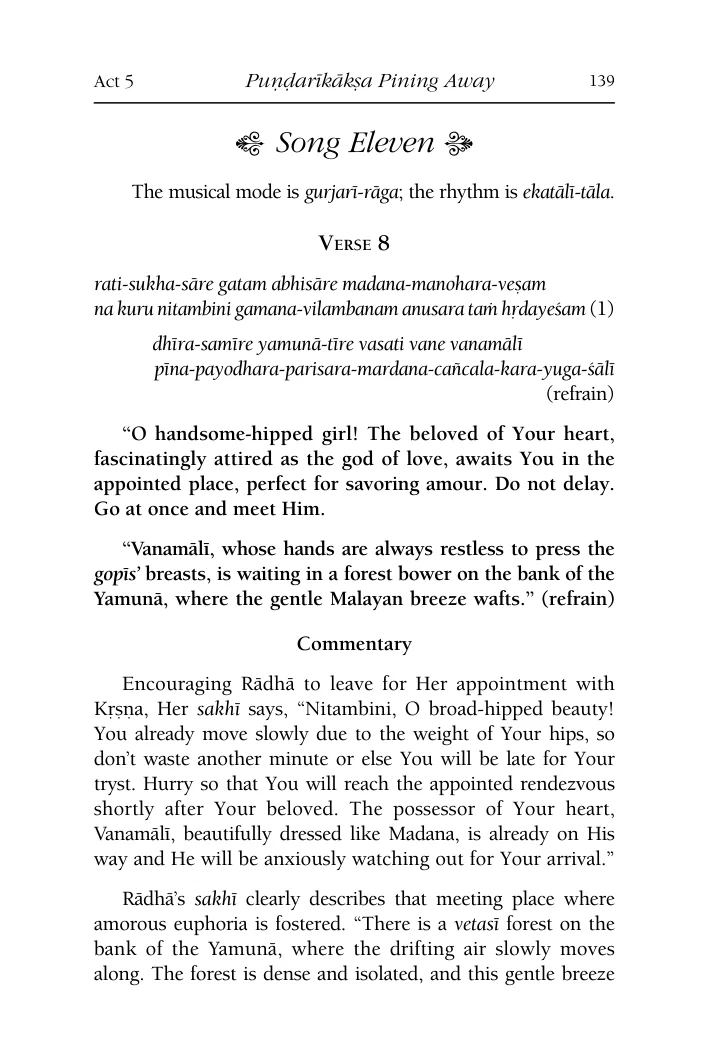 Act 5 Puṇḍarīkākṣa Pining Away 139
Song Eleven
The musical mode is gurjarī-rāga; the rhythm is ekatālī-tāla.
Verse 8
rati-sukha-sāre gatam abhisāre madana-manohara-veṣam
na kuru nitambini gamana-vilambanam anusara taṁ hṛdayeśam (1)
dhīra-samīre yamunā-tīre vasati vane vanamālī
pīna-payodhara-parisara-mardana-cañcala-kara-yuga-śālī
(refrain)
“O handsome-hipped girl! The beloved of Your heart,
fascinatingly attired as the god of love, awaits You in the
appointed place, perfect for savoring amour. Do not delay.
Go at once and meet Him.
“Vanamālī, whose hands are always restless to press the
gopīs’ breasts, is waiting in a forest bower on the bank of the
Yamunā, where the gentle Malayan breeze wafts.” (refrain)
Commentary
Encouraging Rādhā to leave for Her appointment with
Kṛṣṇa, Her sakhī says, “Nitambini, O broad-hipped beauty!
You already move slowly due to the weight of Your hips, so
don’t waste another minute or else You will be late for Your
tryst. Hurry so that You will reach the appointed rendezvous
shortly after Your beloved. The possessor of Your heart,
Vanamālī, beautifully dressed like Madana, is already on His
way and He will be anxiously watching out for Your arrival.”
Rādhā’s sakhī clearly describes that meeting place where
amorous euphoria is fostered. “There is a vetasī forest on the
bank of the Yamunā, where the drifting air slowly moves
along. The forest is dense and isolated, and this gentle breeze